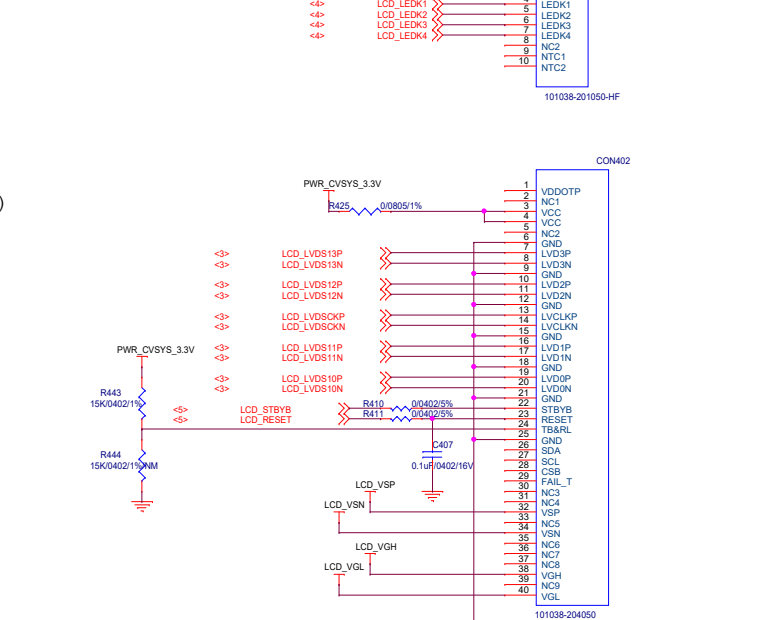 <4> LCD_LEDK1 LEDK1
<4> LCD_LEDK2 5 LEDK2
<4> LCD_LEDK3 6 LEDK3
<4> LCD_LEDK4 7 LEDK4
8 NC2
9 NTC1
10 NTC2
101038-201050-HF
CON402
)
PWR_CVSYS_3.3V
R425 0/0805/1%
1 VDDOTP
2 NC1
3 VCC
4 VCC
5 NC2
6 GND
<3> LCD_LVDS13P 7 LVD3P
<3> LCD_LVDS13N 8 LVD3N
9 GND
<3> LCD_LVDS12P 10 LVD2P
<3> LCD_LVDS12N 11 LVD2N
12 GND
<3> LCD_LVDSCKP 13 LVCLKP
<3> LCD_LVDSCKN 14 LVCLKN
15 GND
<3> LCD_LVDS11P 16 LVD1P
<3> LCD_LVDS11N 17 LVD1N
18 GND
<3> LCD_LVDS10P 19 LVD0P
<3> LCD_LVDS10N 20 LVD0N
21 GND
<5> LCD_STBYB R410 0/0402/5% 22 STBYB
<5> LCD_RESET R411 0/0402/5% 23 RESET
24 TB&RL
25 GND
26 SDA
27 SCL
28 CSB
29 FAIL_T
30 NC3
31 NC4
32 VSP
33 NC5
34 VSN
35 NC6
36 NC7
37 NC8
38 VGH
39 NC9
40 VGL
PWR_CVSYS_3.3V
R443
15K/0402/1%
R444
15K/0402/1%/NM
C407
0.1uF/0402/16V
LCD_VSP
LCD_VSN
LCD_VGH
LCD_VGL
101038-204050